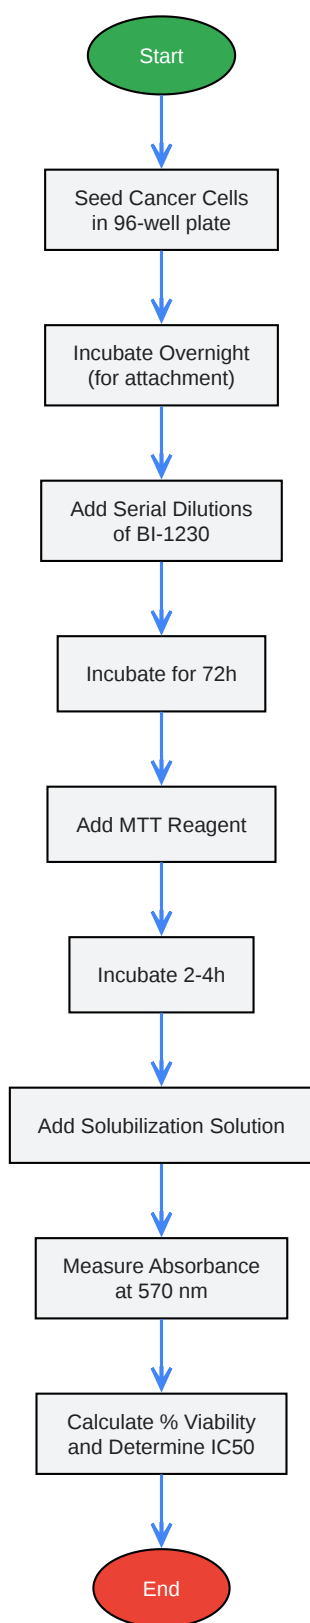 Start
Seed Cancer Cells
in 96-well plate
Incubate Overnight
(for attachment)
Add Serial Dilutions
of BI-1230
Incubate for 72h
Add MTT Reagent
Incubate 2-4h
Add Solubilization Solution
Measure Absorbance
at 570 nm
Calculate % Viability
and Determine IC50
End